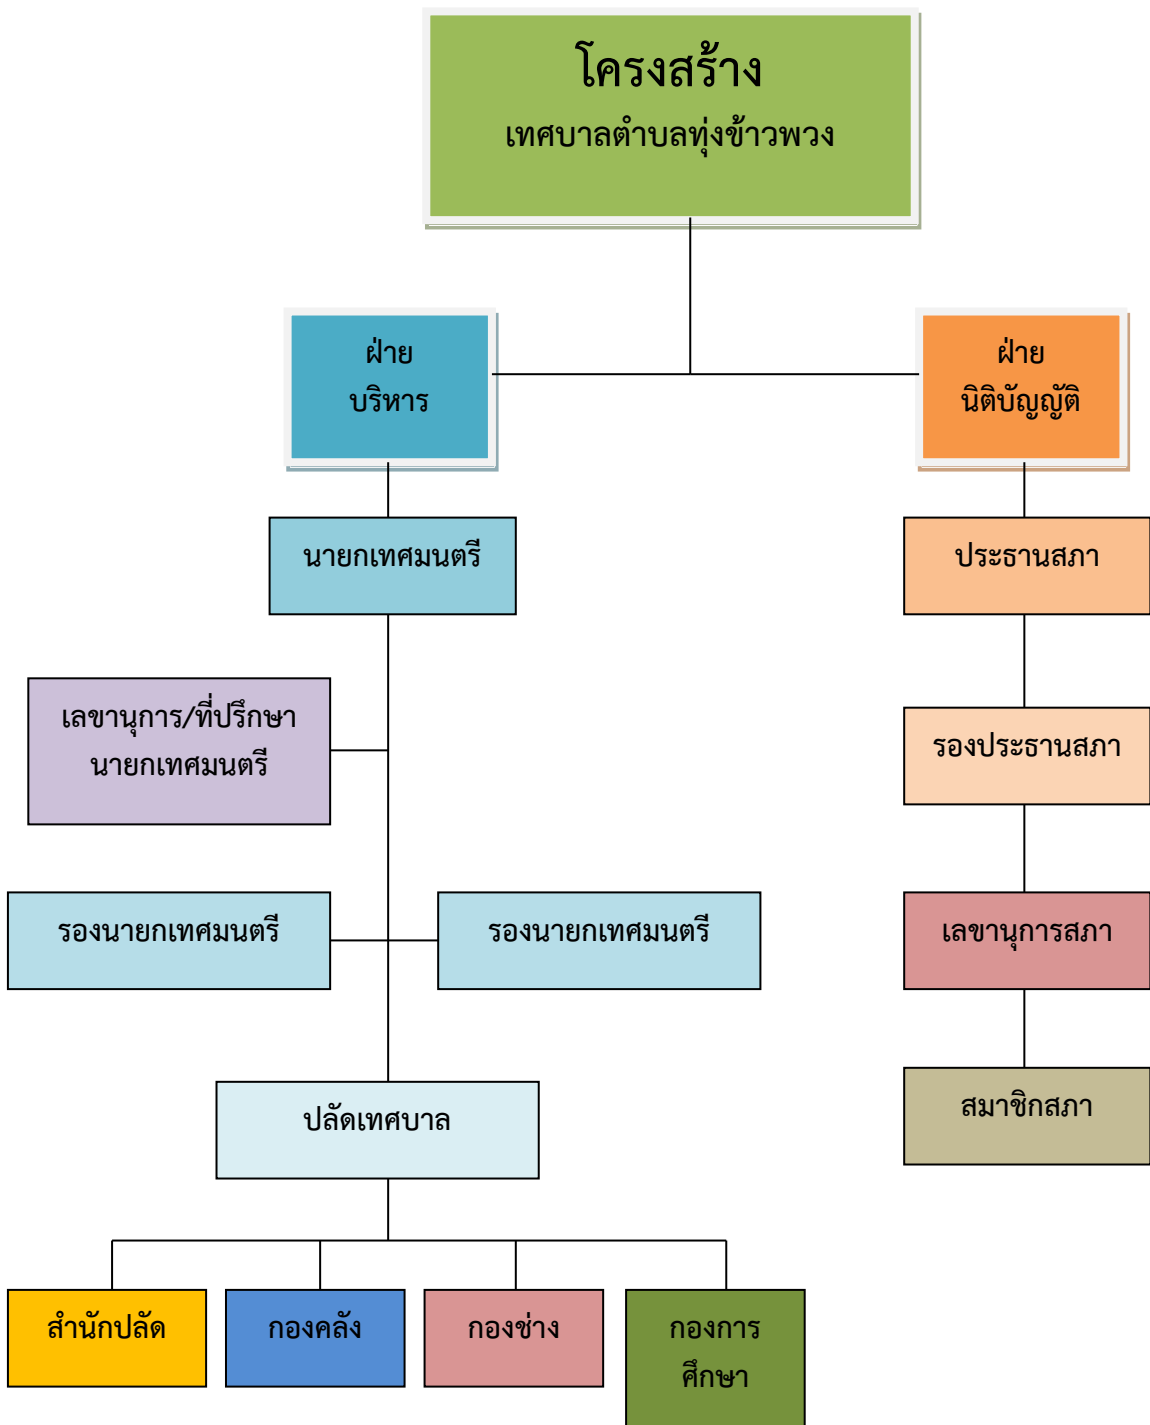 โครงสร้าง
เทศบาลตำบลทุ่งข้าวพวง
ฝ่าย
บริหาร
ฝ่าย
นิติบัญญัติ
นายกเทศมนตรี
ประธานสภา
เลขานุการ/ที่ปรึกษา
นายกเทศมนตรี
รองประธานสภา
รองนายกเทศมนตรี
รองนายกเทศมนตรี
เลขานุการสภา
ปลัดเทศบาล
สมาชิกสภา
สำนักปลัด
กองคลัง
กองช่าง
กองการ
ศึกษา